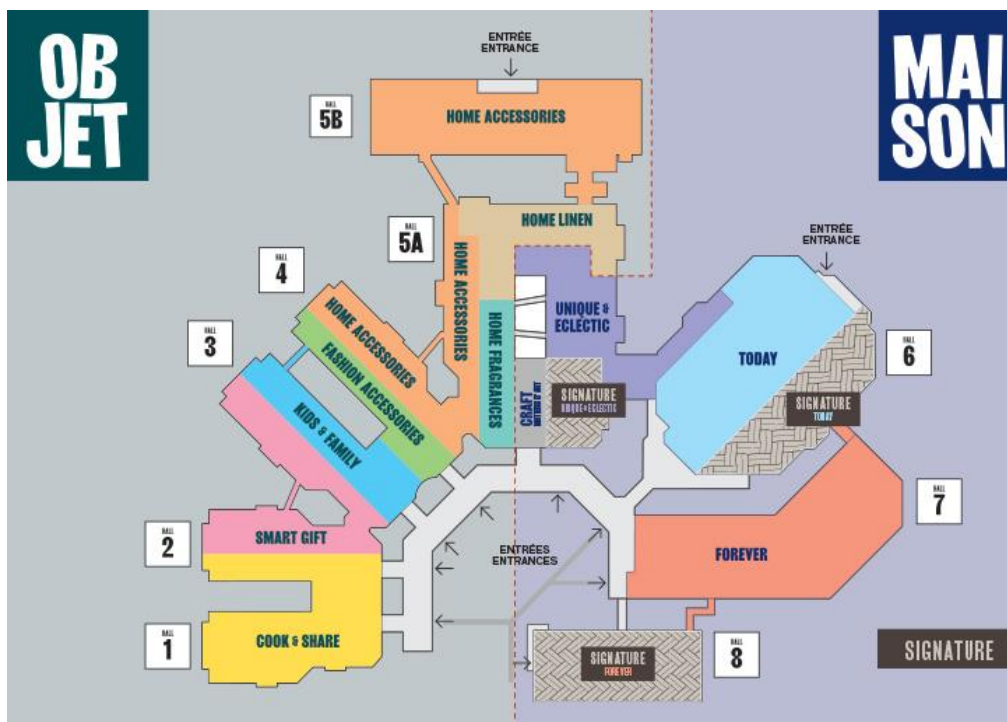 OB
JET
MAI
SON
ENTRÉE
ENTRANCE
HALL
5B
HOME ACCESSORIES
HALL
5A
HOME LINEN
HOME ACCESSORIES
HOME FRAGRANCES
UNIQUE &
ECLECTIC
CRAFT
SIGNATURE
UNIQUE & ECLECTIC
ENTRÉE
ENTRANCE
HALL
6
TODAY
SIGNATURE
TODAY
HALL
4
HOME ACCESSORIES
FASHION ACCESSORIES
HALL
3
KIDS & FAMILY
HALL
2
SMART GIFT
HALL
1
COOK & SHARE
ENTRÉES
ENTRANCES
HALL
7
FOREVER
HALL
8
SIGNATURE
FOREVER
SIGNATURE